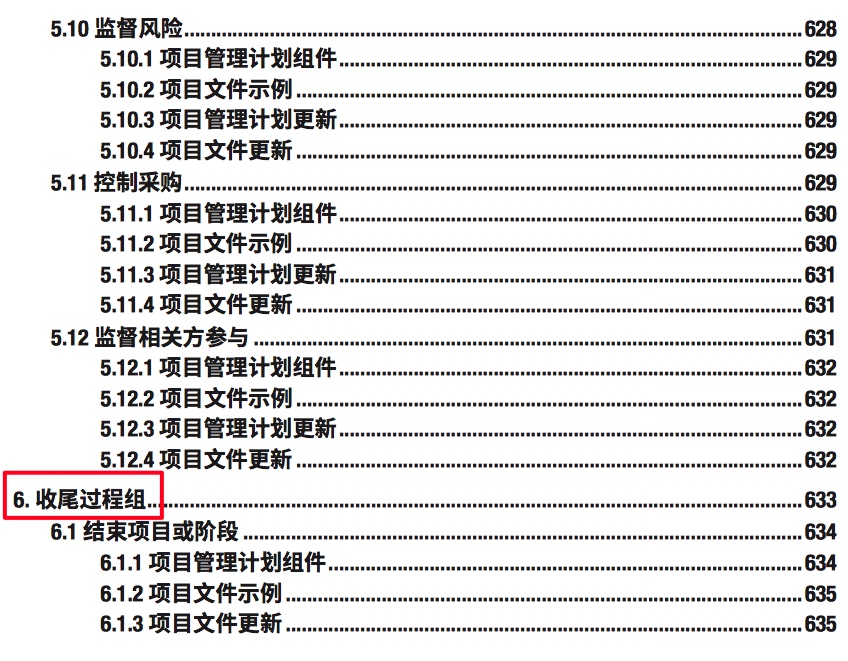 5.10 监督风险........................628
5.10.1 项目管理计划组件........................629
5.10.2 项目文件示例........................629
5.10.3 项目管理计划更新........................629
5.10.4 项目文件更新........................629
5.11 控制采购........................629
5.11.1 项目管理计划组件........................630
5.11.2 项目文件示例........................630
5.11.3 项目管理计划更新........................631
5.11.4 项目文件更新........................631
5.12 监督相关方参与........................631
5.12.1 项目管理计划组件........................632
5.12.2 项目文件示例........................632
5.12.3 项目管理计划更新........................632
5.12.4 项目文件更新........................632
6. 收尾过程组........................633
6.1 结束项目或阶段........................634
6.1.1 项目管理计划组件........................634
6.1.2 项目文件示例........................635
6.1.3 项目文件更新........................635